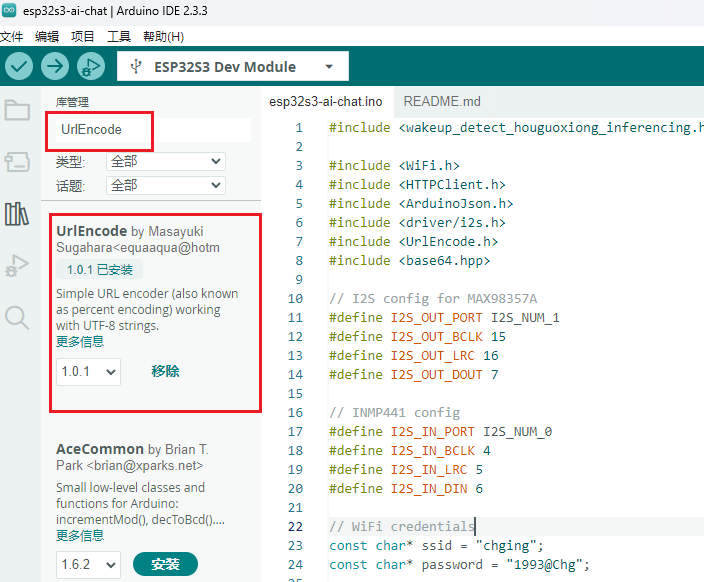 esp32s3-ai-chat | Arduino IDE 2.3.3
文件 编辑 项目 工具 帮助(H)
ESP32S3 Dev Module
库管理
UrlEncode
类型: 全部
话题: 全部
UrlEncode by Masayuki
Sugahara<equaaqua@hotm
1.0.1 已安装
Simple URL encoder (also known
as percent encoding) working
with UTF-8 strings.
更多信息
1.0.1 移除
AceCommon by Brian T.
Park <brian@xparks.net>
Small low-level classes and
functions for Arduino:
incrementMod(), decToBcd()....
更多信息
1.6.2 安装
esp32s3-ai-chat.ino README.md
1 #include <wakeup_detect_houguoxiong_inferencing.h
2
3 #include <WiFi.h>
4 #include <HTTPClient.h>
5 #include <ArduinoJson.h>
6 #include <driver/i2s.h>
7 #include <UrlEncode.h>
8 #include <base64.hpp>
9
10 // I2S config for MAX98357A
11 #define I2S_OUT_PORT I2S_NUM_1
12 #define I2S_OUT_BCLK 15
13 #define I2S_OUT_LRC 16
14 #define I2S_OUT_DOUT 7
15
16 // INMP441 config
17 #define I2S_IN_PORT I2S_NUM_0
18 #define I2S_IN_BCLK 4
19 #define I2S_IN_LRC 5
20 #define I2S_IN_DIN 6
21
22 // WiFi credentials
23 const char* ssid = "chging";
24 const char* password = "1993@Chg";